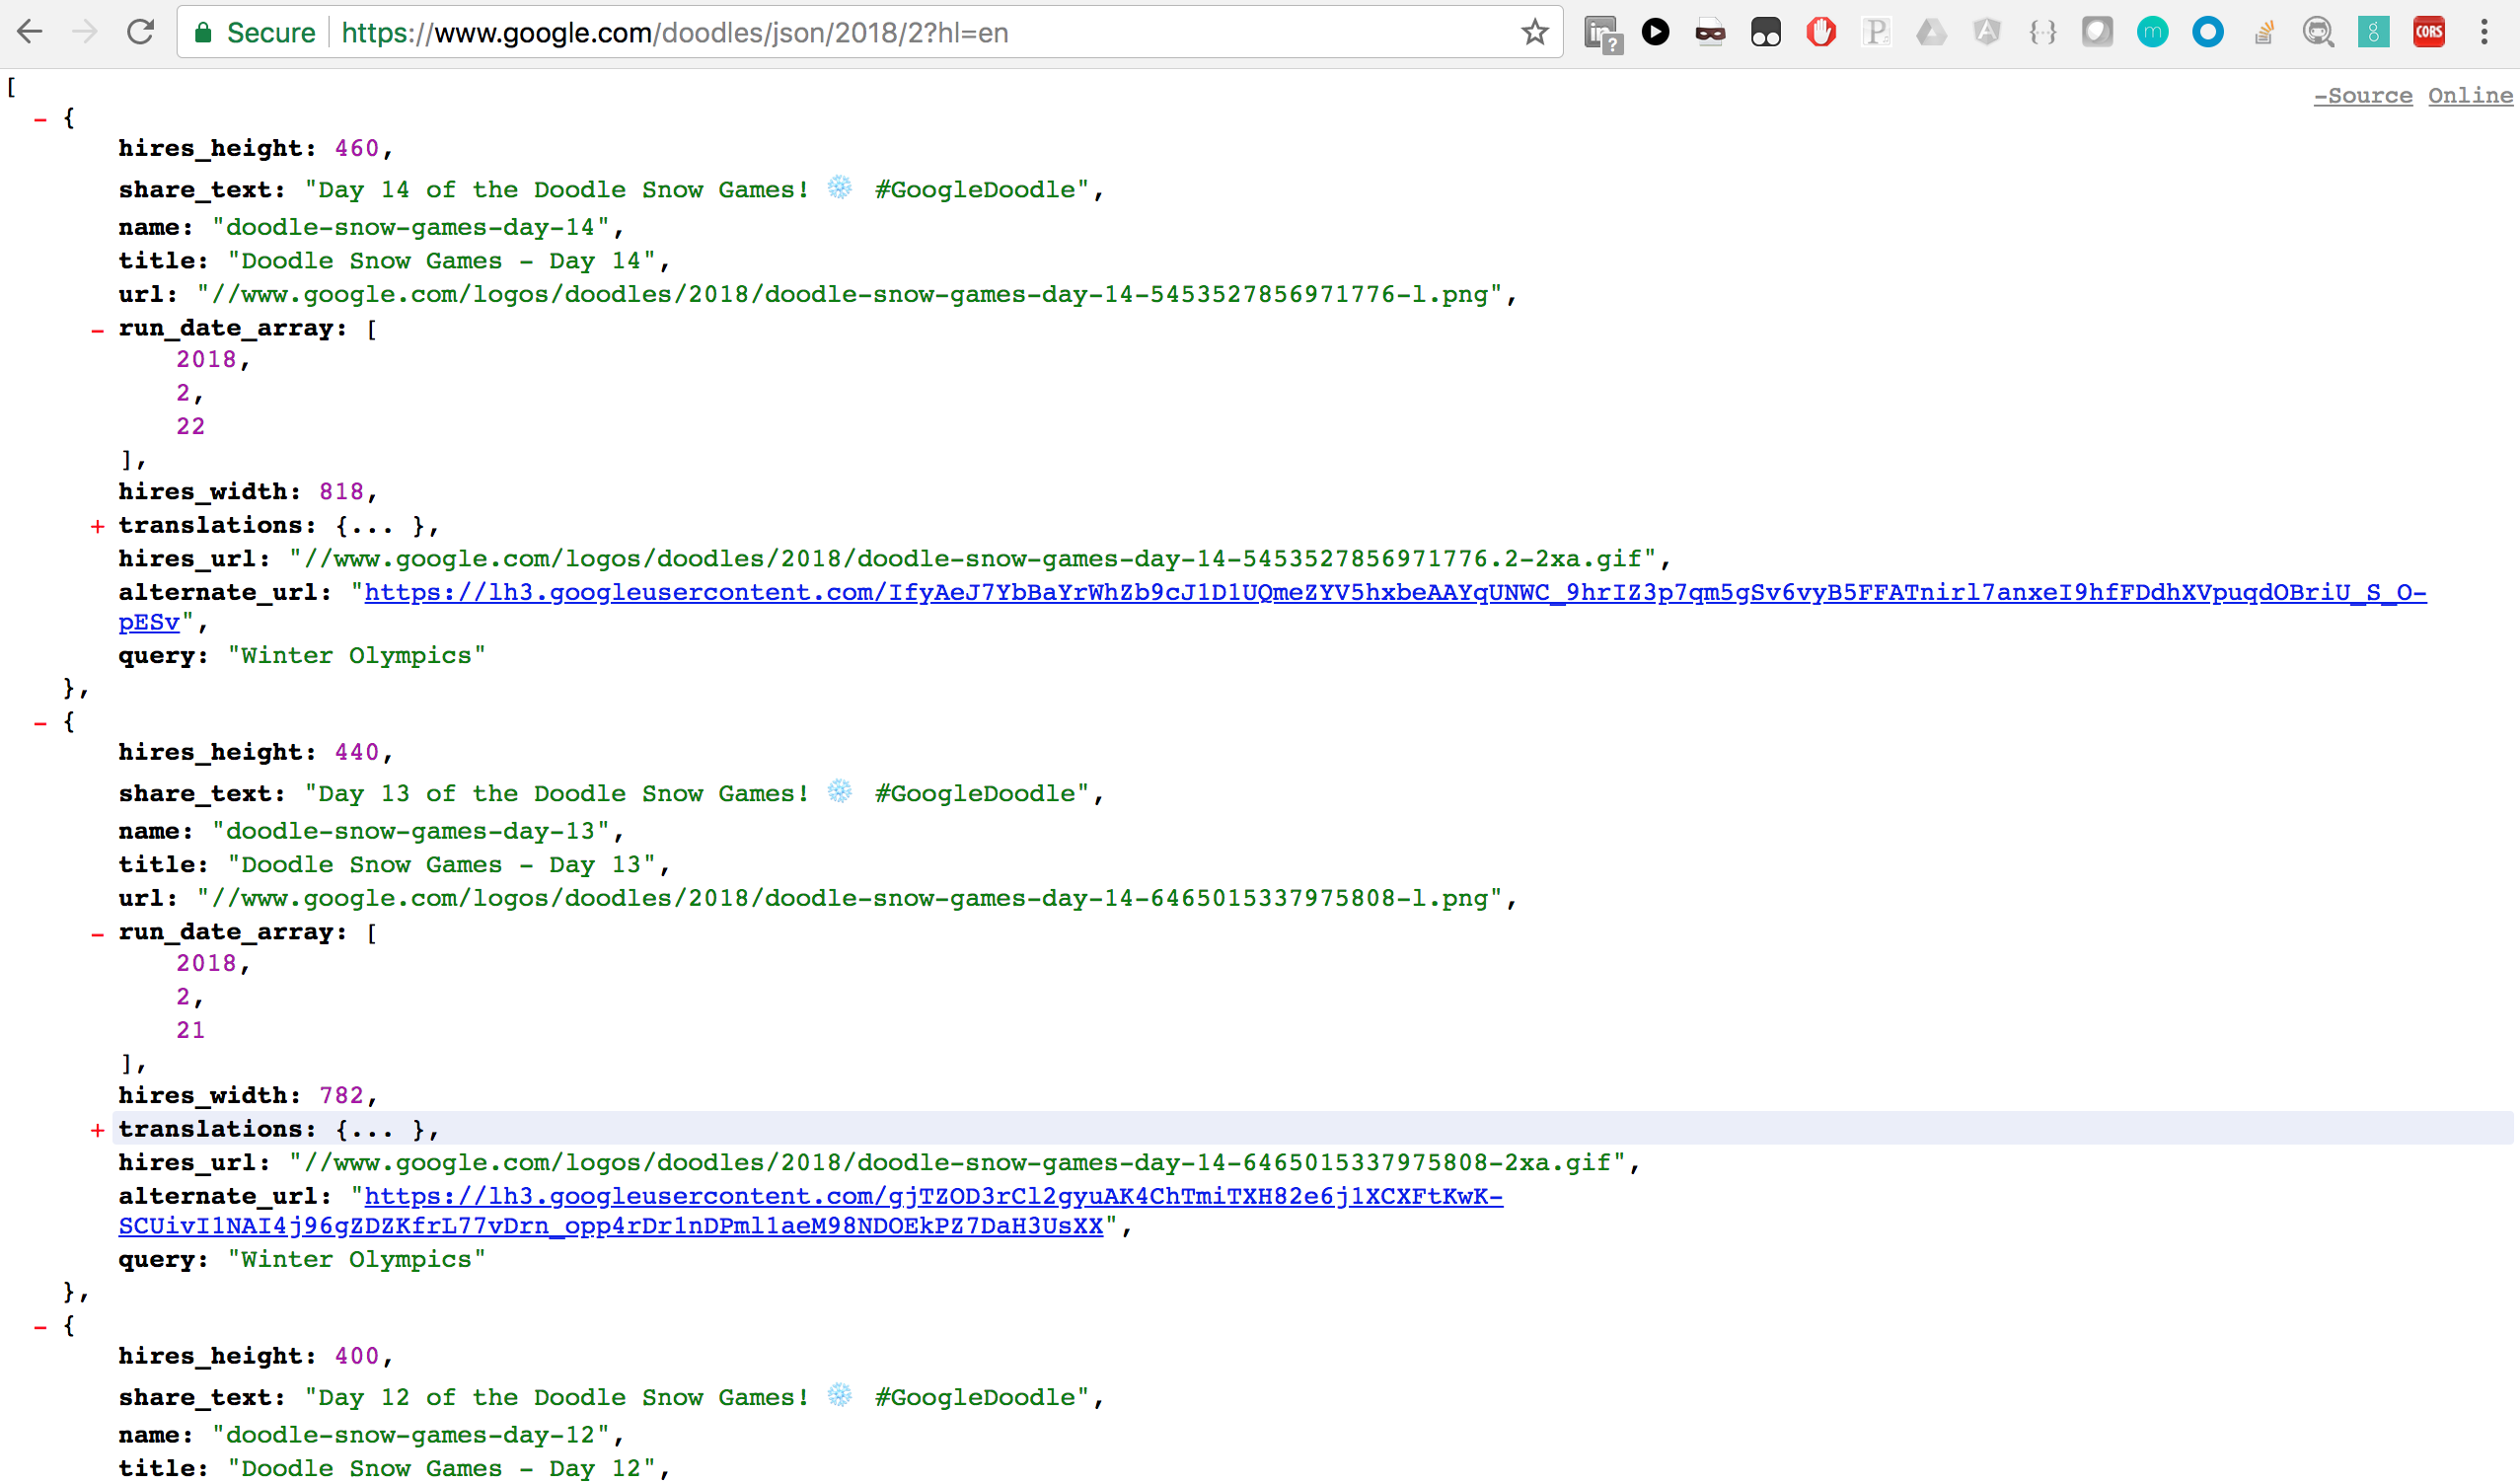 Secure https://www.google.com/doodles/json/2018/2?hl=en
[
-Source Online
- {
hires_height: 460,
share_text: "Day 14 of the Doodle Snow Games! ❄ #GoogleDoodle",
name: "doodle-snow-games-day-14",
title: "Doodle Snow Games - Day 14",
url: "//www.google.com/logos/doodles/2018/doodle-snow-games-day-14-5453527856971776-l.png",
- run_date_array: [
2018,
2,
22
],
hires_width: 818,
+ translations: {... },
hires_url: "//www.google.com/logos/doodles/2018/doodle-snow-games-day-14-5453527856971776.2-2xa.gif",
alternate_url: "https://lh3.googleusercontent.com/IfyAeJ7YbBaYrWhZb9cJ1D1UQmeZYV5hxbeAAYqUNWC_9hrIZ3p7qm5gSv6vyB5FFATnirl7anxeI9hfFDdhXVpuqdOBriU_S_O-
pESv",
query: "Winter Olympics"
},
- {
hires_height: 440,
share_text: "Day 13 of the Doodle Snow Games! ❄ #GoogleDoodle",
name: "doodle-snow-games-day-13",
title: "Doodle Snow Games - Day 13",
url: "//www.google.com/logos/doodles/2018/doodle-snow-games-day-14-6465015337975808-l.png",
- run_date_array: [
2018,
2,
21
],
hires_width: 782,
+ translations: {... },
hires_url: "//www.google.com/logos/doodles/2018/doodle-snow-games-day-14-6465015337975808-2xa.gif",
alternate_url: "https://lh3.googleusercontent.com/gjTZOD3rCl2gyuAK4ChTmiTXH82e6j1XCXFtKwK-
SCUivI1NAI4j96gZDZKfrL77vDrn_opp4rDr1nDPml1aeM98NDOEkPZ7DaH3UsXX",
query: "Winter Olympics"
},
- {
hires_height: 400,
share_text: "Day 12 of the Doodle Snow Games! ❄ #GoogleDoodle",
name: "doodle-snow-games-day-12",
title: "Doodle Snow Games - Day 12",